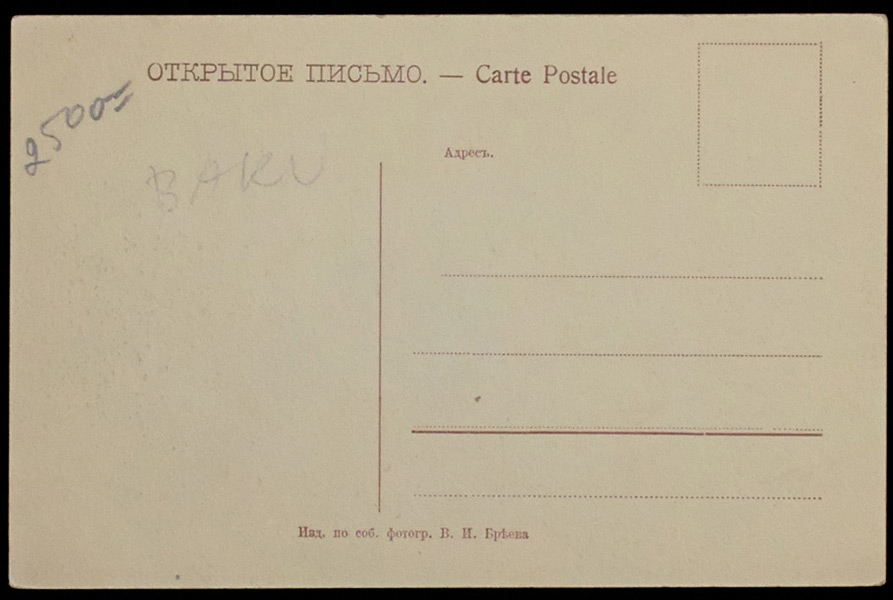 ОТКРЫТОЕ ПИСЬМО. — Carte Postale
2500=
BAKU
Адресъ.
Изд. по соб. фотогр. В. И. Брѣева